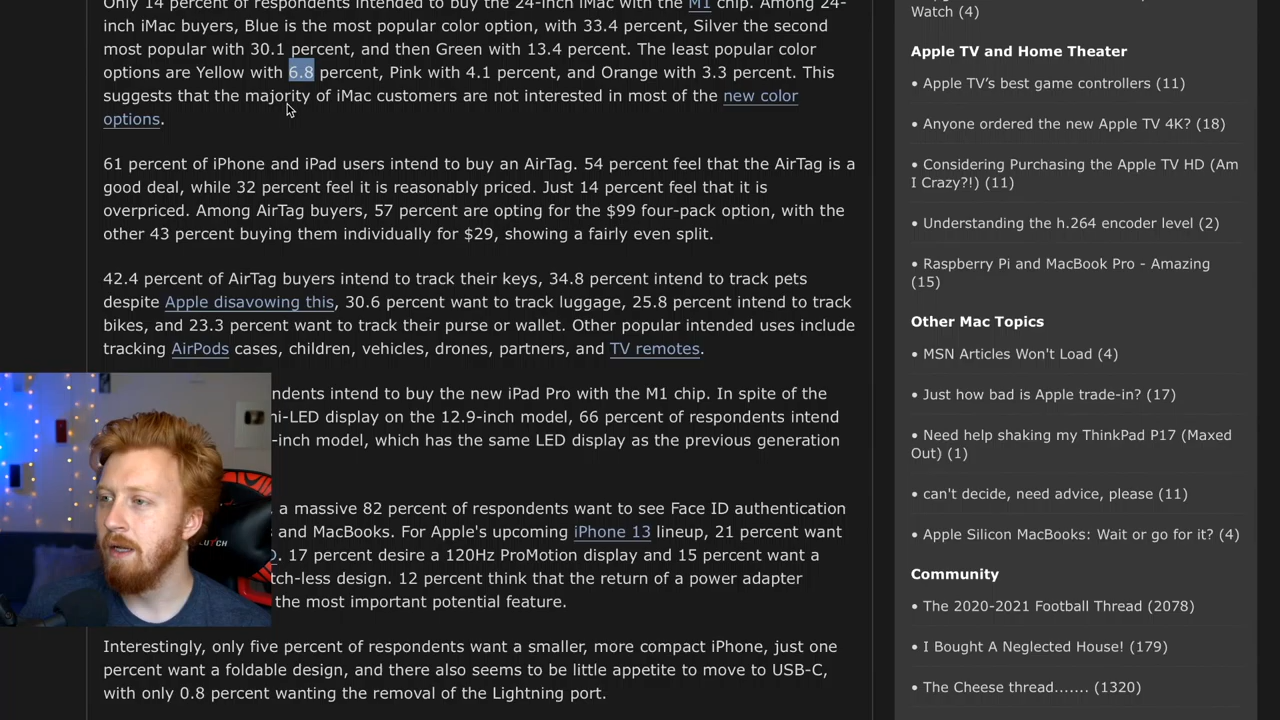 Only 14 percent of respondents intended to buy the 24-inch iMac with the M1 chip. Among 24-
inch iMac buyers, Blue is the most popular color option, with 33.4 percent, Silver the second
most popular with 30.1 percent, and then Green with 13.4 percent. The least popular color
options are Yellow with 6.8 percent, Pink with 4.1 percent, and Orange with 3.3 percent. This
suggests that the majority of iMac customers are not interested in most of the new color
options.
61 percent of iPhone and iPad users intend to buy an AirTag. 54 percent feel that the AirTag is a
good deal, while 32 percent feel it is reasonably priced. Just 14 percent feel that it is
overpriced. Among AirTag buyers, 57 percent are opting for the $99 four-pack option, with the
other 43 percent buying them individually for $29, showing a fairly even split.
42.4 percent of AirTag buyers intend to track their keys, 34.8 percent intend to track pets
despite Apple disavowing this, 30.6 percent want to track luggage, 25.8 percent intend to track
bikes, and 23.3 percent want to track their purse or wallet. Other popular intended uses include
tracking AirPods cases, children, vehicles, drones, partners, and TV remotes.
ndents intend to buy the new iPad Pro with the M1 chip. In spite of the
ni-LED display on the 12.9-inch model, 66 percent of respondents intend
-inch model, which has the same LED display as the previous generation
a massive 82 percent of respondents want to see Face ID authentication
and MacBooks. For Apple's upcoming iPhone 13 lineup, 21 percent want
. 17 percent desire a 120Hz ProMotion display and 15 percent want a
tch-less design. 12 percent think that the return of a power adapter
the most important potential feature.
Interestingly, only five percent of respondents want a smaller, more compact iPhone, just one
percent want a foldable design, and there also seems to be little appetite to move to USB-C,
with only 0.8 percent wanting the removal of the Lightning port.
Watch (4)
Apple TV and Home Theater
• Apple TV's best game controllers (11)
• Anyone ordered the new Apple TV 4K? (18)
• Considering Purchasing the Apple TV HD (Am
I Crazy?!) (11)
• Understanding the h.264 encoder level (2)
• Raspberry Pi and MacBook Pro - Amazing
(15)
Other Mac Topics
• MSN Articles Won't Load (4)
• Just how bad is Apple trade-in? (17)
• Need help shaking my ThinkPad P17 (Maxed
Out) (1)
• can't decide, need advice, please (11)
• Apple Silicon MacBooks: Wait or go for it? (4)
Community
• The 2020-2021 Football Thread (2078)
• I Bought A Neglected House! (179)
• The Cheese thread....... (1320)